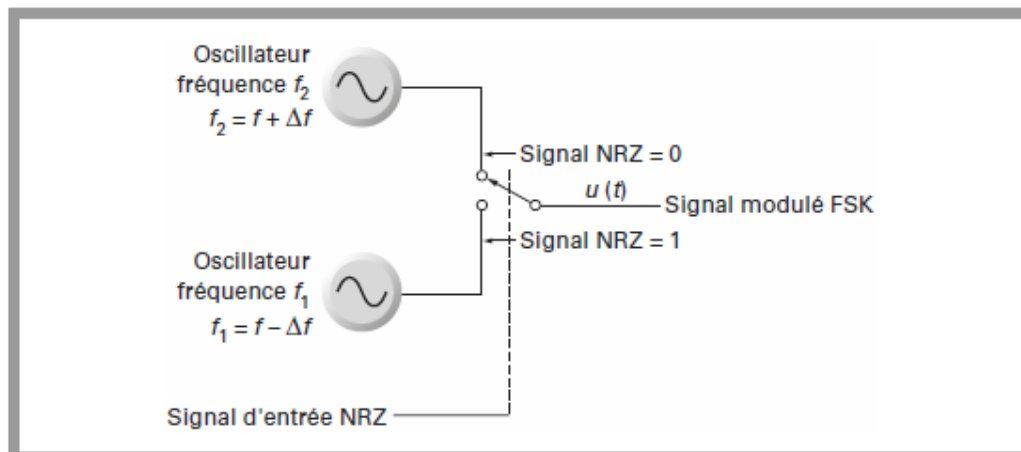 Oscillateur
fréquence f₂
f₂ = f + Δf
Signal NRZ = 0
u (t)
Signal modulé FSK
Signal NRZ = 1
Oscillateur
fréquence f₁
f₁ = f – Δf
Signal d'entrée NRZ